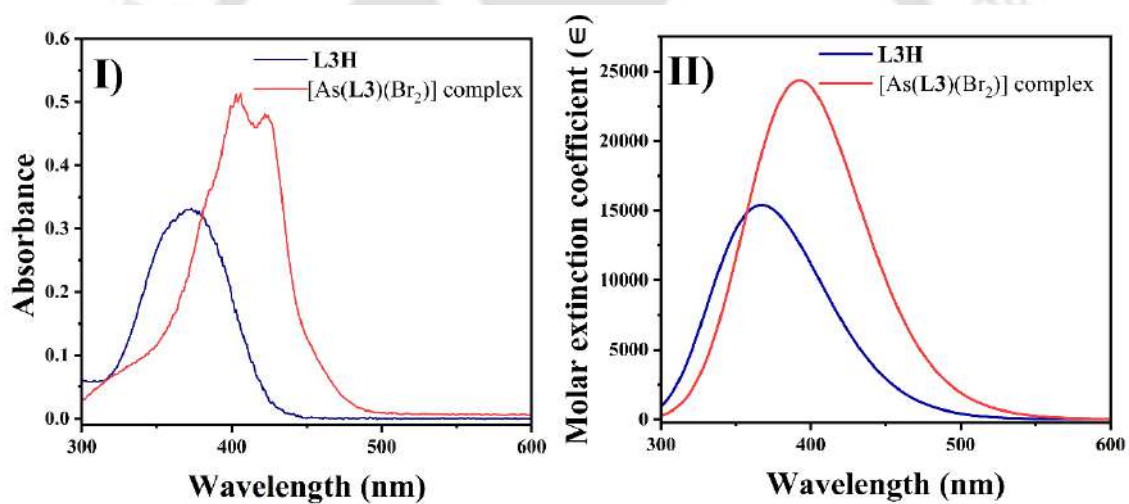 I)
L3H
[As(L3)(Br₂)] complex
Absorbance
0.6
0.5
0.4
0.3
0.2
0.1
0.0
300
400
500
600
Wavelength (nm)
II)
L3H
[As(L3)(Br₂)] complex
Molar extinction coefficient (∈)
25000
20000
15000
10000
5000
0
300
400
500
600
Wavelength (nm)